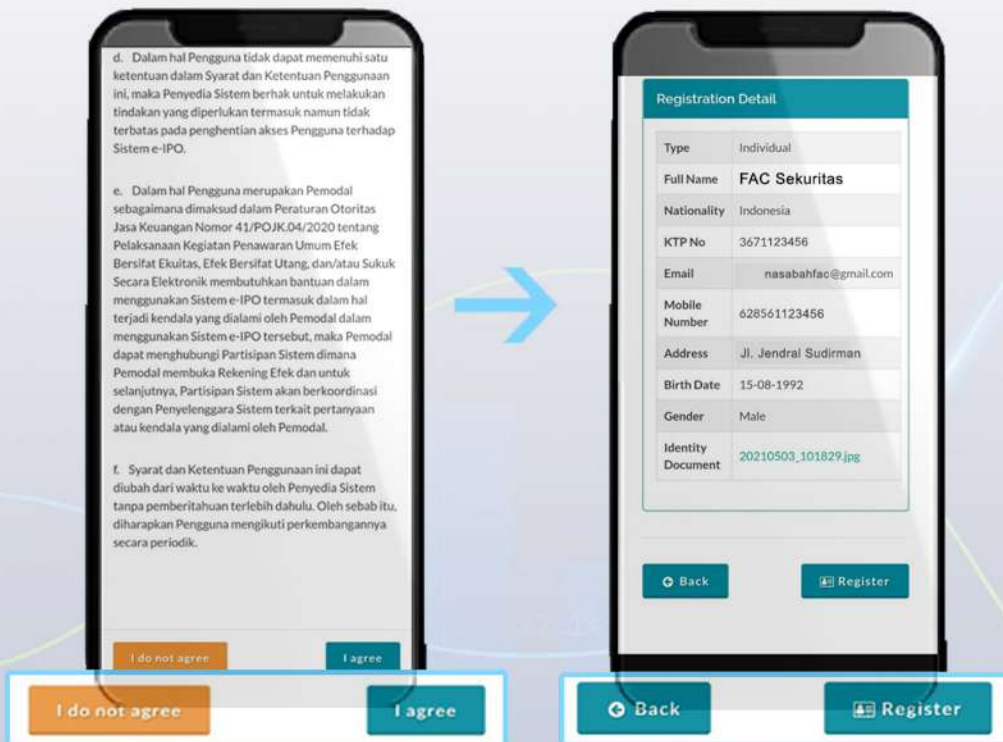 d. Dalam hal Pengguna tidak dapat memenuhi satu
ketentuan dalam Syarat dan Ketentuan Penggunaan
ini, maka Penyedia Sistem berhak untuk melakukan
tindakan yang diperlukan termasuk namun tidak
terbatas pada penghentian akses Pengguna terhadap
Sistem e-IPO.
e. Dalam hal Pengguna merupakan Pemodal
sebagaimana dimaksud dalam Peraturan Otoritas
Jasa Keuangan Nomor 41/POJK.04/2020 tentang
Pelaksanaan Kegiatan Penawaran Umum Efek
Bersifat Ekuitas, Efek Bersifat Utang, dan/atau Sukuk
Secara Elektronik membutuhkan bantuan dalam
menggunakan Sistem e-IPO termasuk dalam hal
terjadi kendala yang dialami oleh Pemodal dalam
menggunakan Sistem e-IPO tersebut, maka Pemodal
dapat menghubungi Partisipan Sistem dimana
Pemodal membuka Rekening Efek dan untuk
selanjutnya, Partisipan Sistem akan berkoordinasi
dengan Penyelenggara Sistem terkait pertanyaan
atau kendala yang dialami oleh Pemodal.
f. Syarat dan Ketentuan Penggunaan ini dapat
diubah dari waktu ke waktu oleh Penyedia Sistem
tanpa pemberitahuan terlebih dahulu. Oleh sebab itu,
diharapkan Pengguna mengikuti perkembangannya
secara periodik.
I do not agree I agree
I do not agree I agree
Registration Detail
Type Individual
Full Name FAC Sekuritas
Nationality Indonesia
KTP No 3671123456
Email nasabahfac@gmail.com
Mobile
Number 628561123456
Address Jl. Jendral Sudirman
Birth Date 15-08-1992
Gender Male
Identity
Document 20210503_101829.jpg
Back Register
Back Register